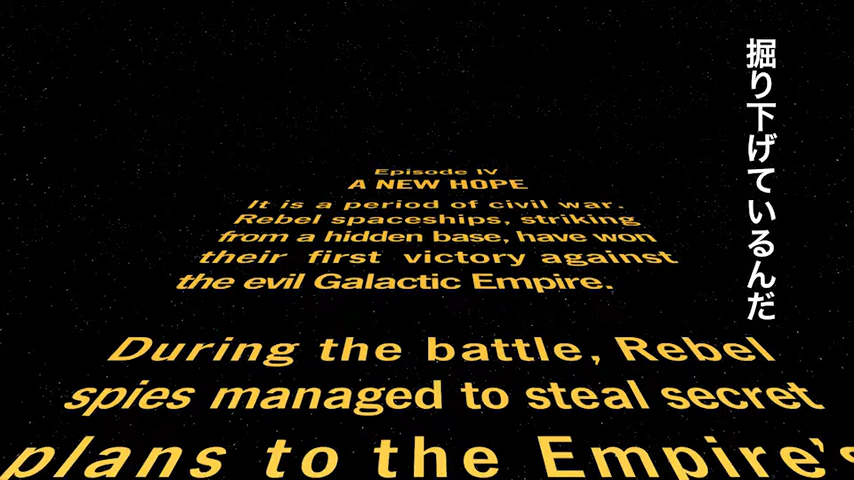 掘り下げているんだ
Episode IV
A NEW HOPE
It is a period of civil war.
Rebel spaceships, striking
from a hidden base, have won
their first victory against
the evil Galactic Empire.
During the battle, Rebel
spies managed to steal secret
plans to the Empire's